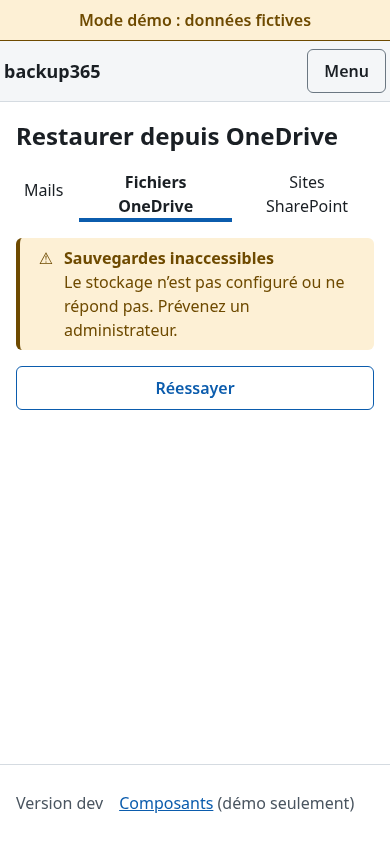 Mode démo : données fictives
backup365
Menu
Restaurer depuis OneDrive
Mails
Fichiers
OneDrive
Sites
SharePoint
⚠ Sauvegardes inaccessibles
Le stockage n’est pas configuré ou ne
répond pas. Prévenez un
administrateur.
Réessayer
Version dev Composants (démo seulement)